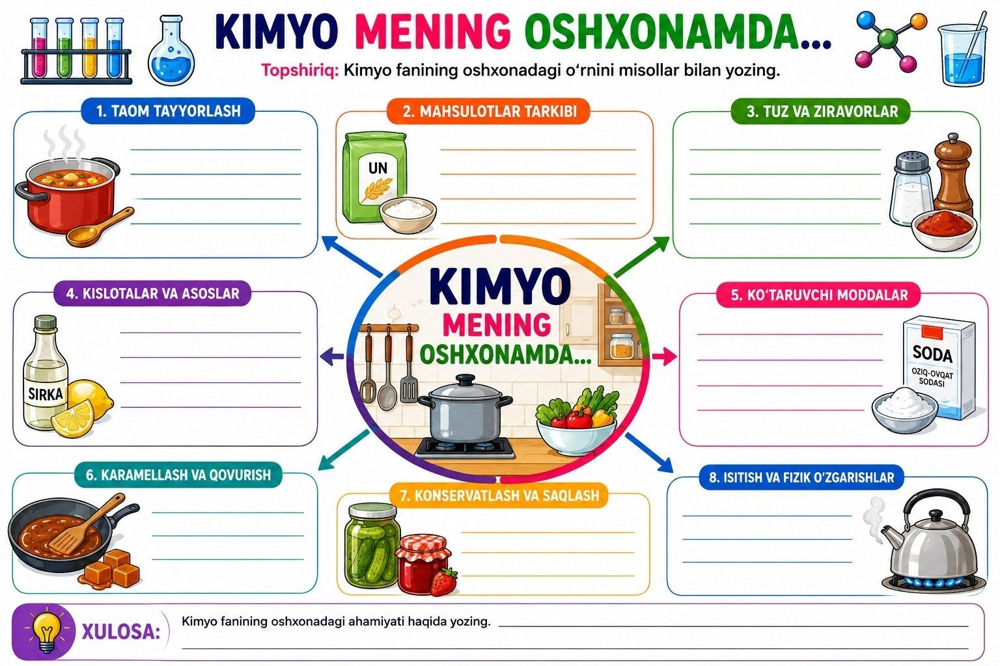 KIMYO MENING OSHXONAMDA...
Topshiriq: Kimyo fanining oshxonadagi o‘rnini misollar bilan yozing.
1. TAOM TAYYORLASH
2. MAHSULOTLAR TARKIBI
UN
3. TUZ VA ZIRAVORLAR
KIMYO
MENING
OSHXONAMDA...
4. KISLOTALAR VA ASOSLAR
SIRKA
5. KO‘TARUVCHI MODDALAR
SODA
OZIQ-OVQAT
SODASI
6. KARAMELLASH VA QOVURISH
7. KONSERVATLASH VA SAQLASH
8. ISITISH VA FIZIK O‘ZGARISHLAR
XULOSA:
Kimyo fanining oshxonadagi ahamiyati haqida yozing.